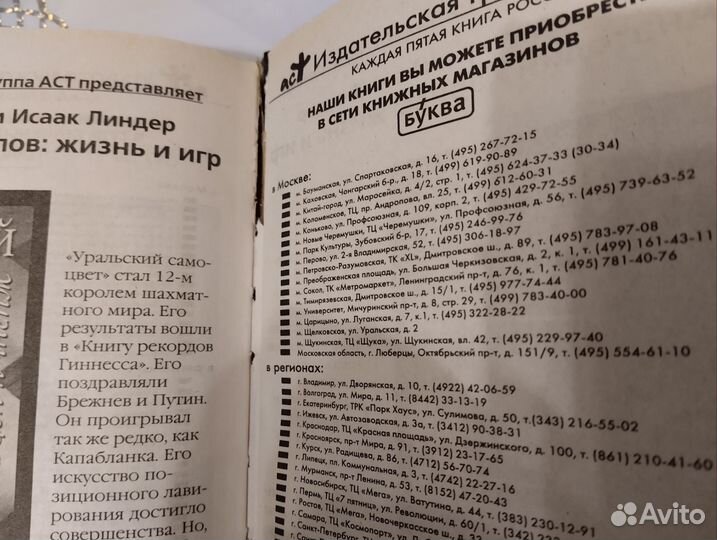 уппа АСТ представляет
и Исаак Линдер
лов: жизнь и игр
"Уральский само-
цвет» стал 12-м
королем шахмат-
ного мира. Его
результаты вошли
в «Книгу рекордов
Гиннесса». Его
поздравляли
Брежнев и Путин.
Он проигрывал
так же редко, как
Капабланка. Его
искусство по-
зиционного лави-
рования достигло
совершенства. Но,
АСТ Издательская
КАЖДАЯ ПЯТАЯ КНИГА РОСС
НАШИ КНИГИ ВЫ МОЖЕТЕ ПРИОБРЕСТ
В СЕТИ КНИЖНЫХ МАГАЗИНОВ
БУКВА
в Москве:
м. Бауманская, ул. Спартаковская, д. 16, т. (495) 267-72-15
м. Каховская, Чонгарский б-р., д. 18, т. (499) 619-90-89
м. Китай-город, ул. Маросейка, д. 4/2, стр. 1, т. (495) 624-37-33 (30-34)
м. Коломенская, ТЦ, пр. Андропова, вл. 25, т. (499) 612-60-31
м. Коньково, ул. Профсоюзная, д. 109, корп. 2, т. (495) 429-72-55
м. Новые Черемушки, ТЦ "Черемушки", ул. Профсоюзная, д. 56, т. (495) 739-63-52
м. Парк Культуры, Зубовский б-р, 17, т. (495) 246-99-76
м. Перово, ул. 2-я Владимирская, 52, т. (495) 306-18-97
м. Петровско-Разумовская, ТК "XL", Дмитровское ш., д. 89, т. (495) 783-97-08
м. Преображенская площадь, ул. Большая Черкизовская, д. 2, к. 1, т. (499) 161-43-11
м. Сокол, ТК "Метромаркет", Ленинградский пр-т, д. 76, к. 1, т. (495) 781-40-76
м. Тимирязевская, Дмитровское ш., д. 15/1, т. (495) 977-74-44
м. Университет, Мичуринский пр-т, д. 8, стр. 29, т. (499) 783-40-00
м. Царицыно, ул. Луганская, д. 7, к.1, т. (495) 322-28-22
м. Щелковская, ул. Уральская, д. 2
м. Щукинская, ТЦ "Щука", ул. Щукинская, вл. 42, т. (495) 229-97-40
Московская область, г. Люберцы, Октябрьский пр-т, д. 151/9, т. (495) 554-61-10
в регионах:
г. Владимир, ул. Дворянская, д. 10, т. (4922) 42-06-59
г. Волгоград, ул. Мира, д. 11, т. (8442) 33-13-19
г. Екатеринбург, ТРК "Парк Хаус", ул. Сулимова, д. 50, т.(343) 216-55-02
г. Ижевск, ул. Автозаводская, д. 3а, т.(3412) 90-38-31
г. Краснодар, ТЦ "Красная площадь", ул. Дзержинского, д. 100, т. (861) 210-41-60
г. Красноярск, пр-т Мира, д. 91, т. (3912) 23-17-65
г. Курск, ул. Радищева, д. 86, т. (4712) 56-70-74
г. Липецк, пл. Коммунальная, д. 3, т. (4742) 22-27-16
г. Мурманск, пр-т Ленина, д. 53, т. (8152) 47-20-43
г. Новосибирск, ТЦ "Мега", ул. Ватутина, д. 44, т. (383) 230-12-91
г. Пермь, ТЦ "7 пятниц", ул. Революции, д. 60/1, т. (342)
г. Ростов, ТЦ "Мега", Новочеркасское ш., д. 33
г. Самара, ТЦ "Космопорт", ул. Д
г. Санкт-Петербург
Avito